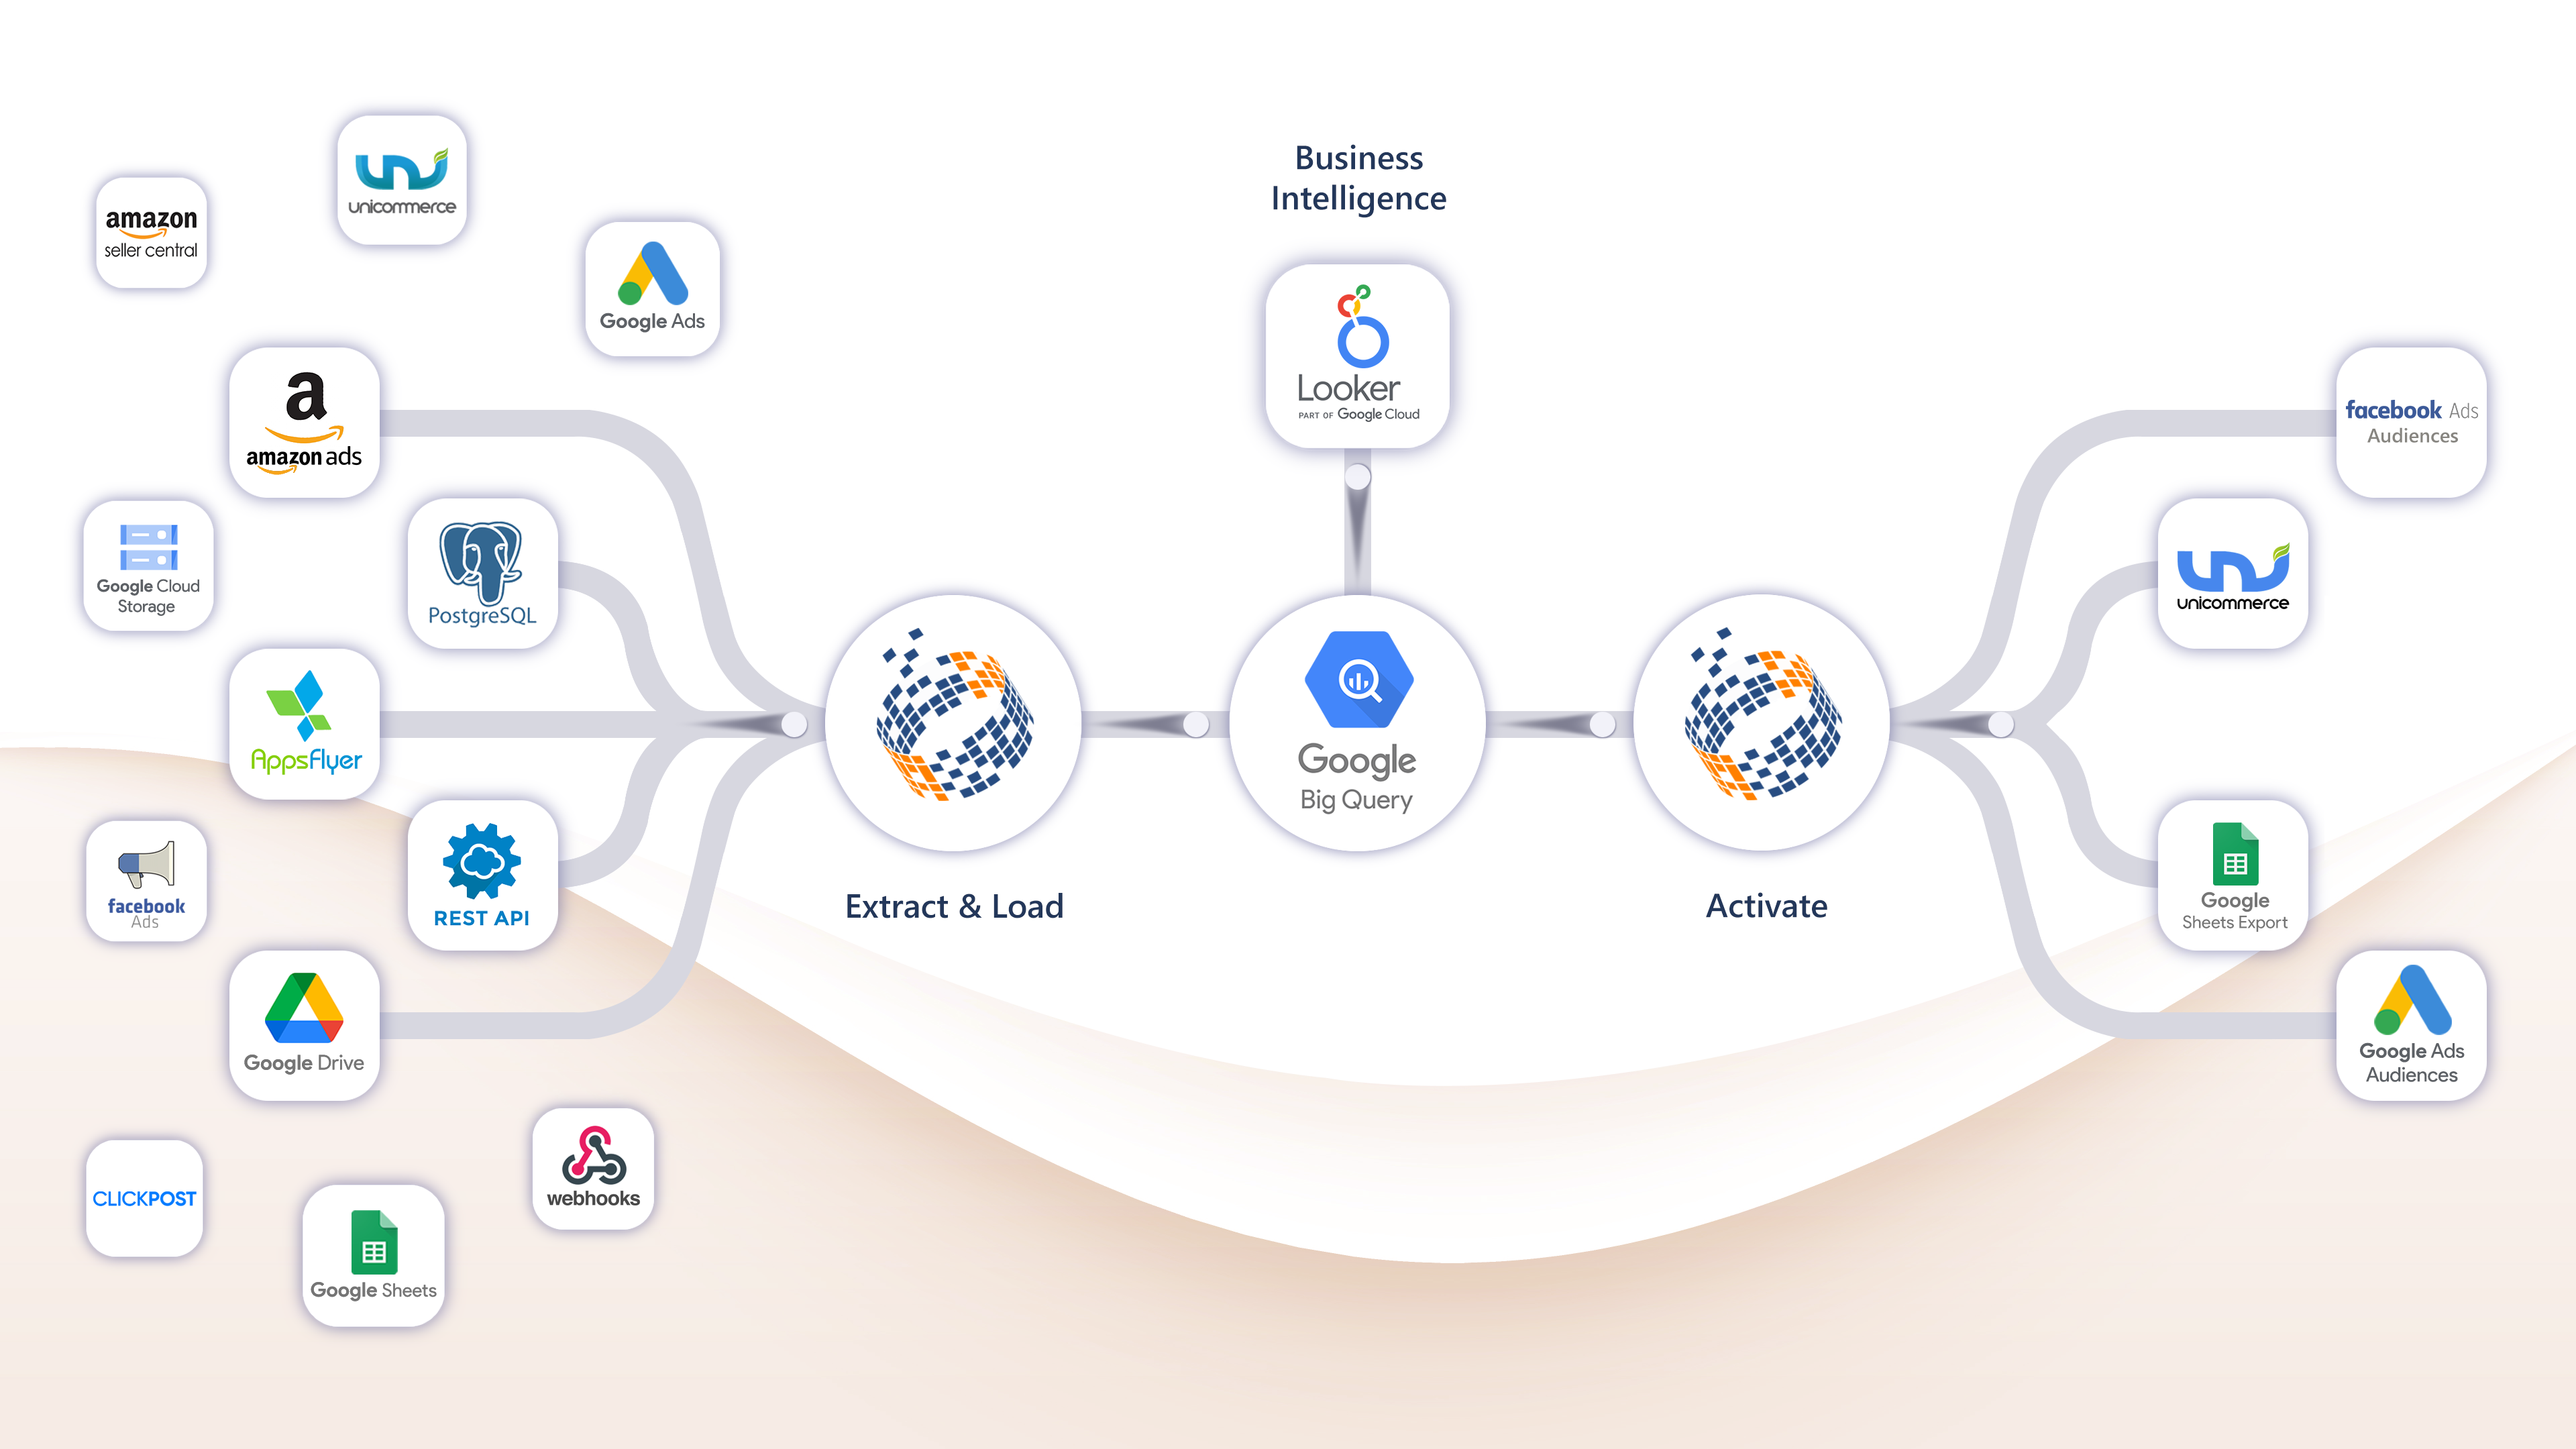 unicommerce
amazon
seller central
Google Ads
Business
Intelligence
Looker
PART OF Google Cloud
a
amazon ads
facebook Ads
Audiences
PostgreSQL
Google Cloud
Storage
uni
unicommerce
AppsFlyer
Google
Big Query
REST API
facebook
Ads
Extract & Load
Activate
Google
Sheets Export
Google Drive
Google Ads
Audiences
CLICKPOST
webhooks
Google Sheets